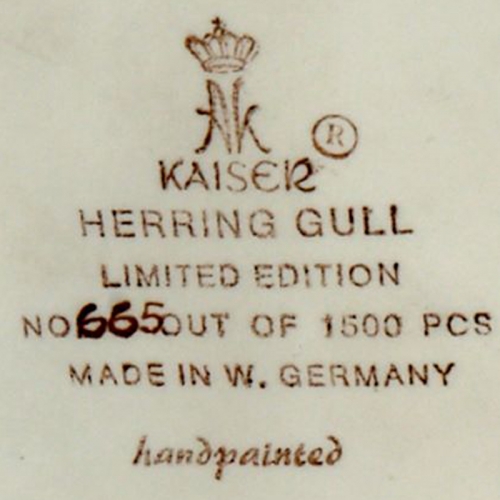 AK ®
KAISER
HERRING GULL
LIMITED EDITION
NO 665 OUT OF 1500 PCS
MADE IN W. GERMANY
handpainted